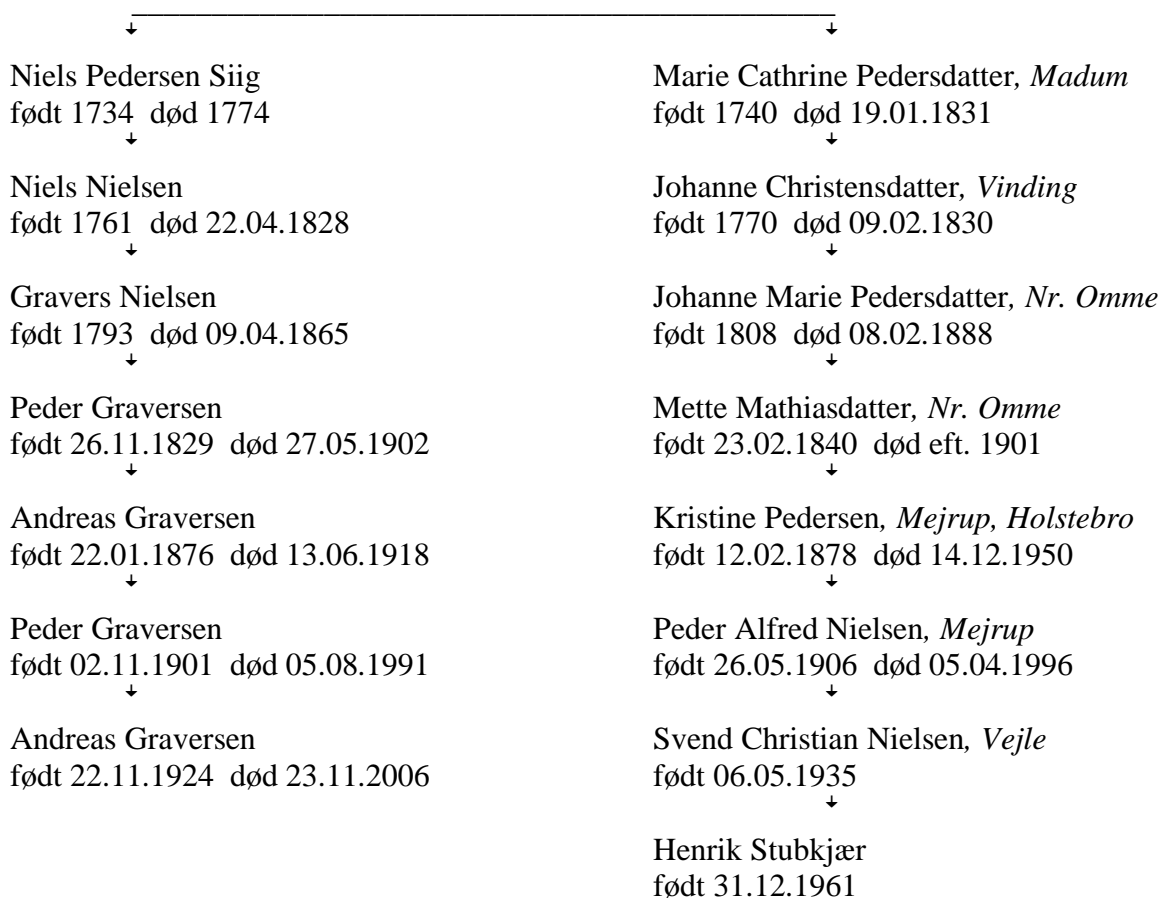 Niels Pedersen Siig
født 1734 død 1774
Niels Nielsen
født 1761 død 22.04.1828
Gravers Nielsen
født 1793 død 09.04.1865
Peder Graversen
født 26.11.1829 død 27.05.1902
Andreas Graversen
født 22.01.1876 død 13.06.1918
Peder Graversen
født 02.11.1901 død 05.08.1991
Andreas Graversen
født 22.11.1924 død 23.11.2006
Marie Cathrine Pedersdatter, Madum
født 1740 død 19.01.1831
Johanne Christensdatter, Vinding
født 1770 død 09.02.1830
Johanne Marie Pedersdatter, Nr. Omme
født 1808 død 08.02.1888
Mette Mathiasdatter, Nr. Omme
født 23.02.1840 død eft. 1901
Kristine Pedersen, Mejrup, Holstebro
født 12.02.1878 død 14.12.1950
Peder Alfred Nielsen, Mejrup
født 26.05.1906 død 05.04.1996
Svend Christian Nielsen, Vejle
født 06.05.1935
Henrik Stubkjær
født 31.12.1961